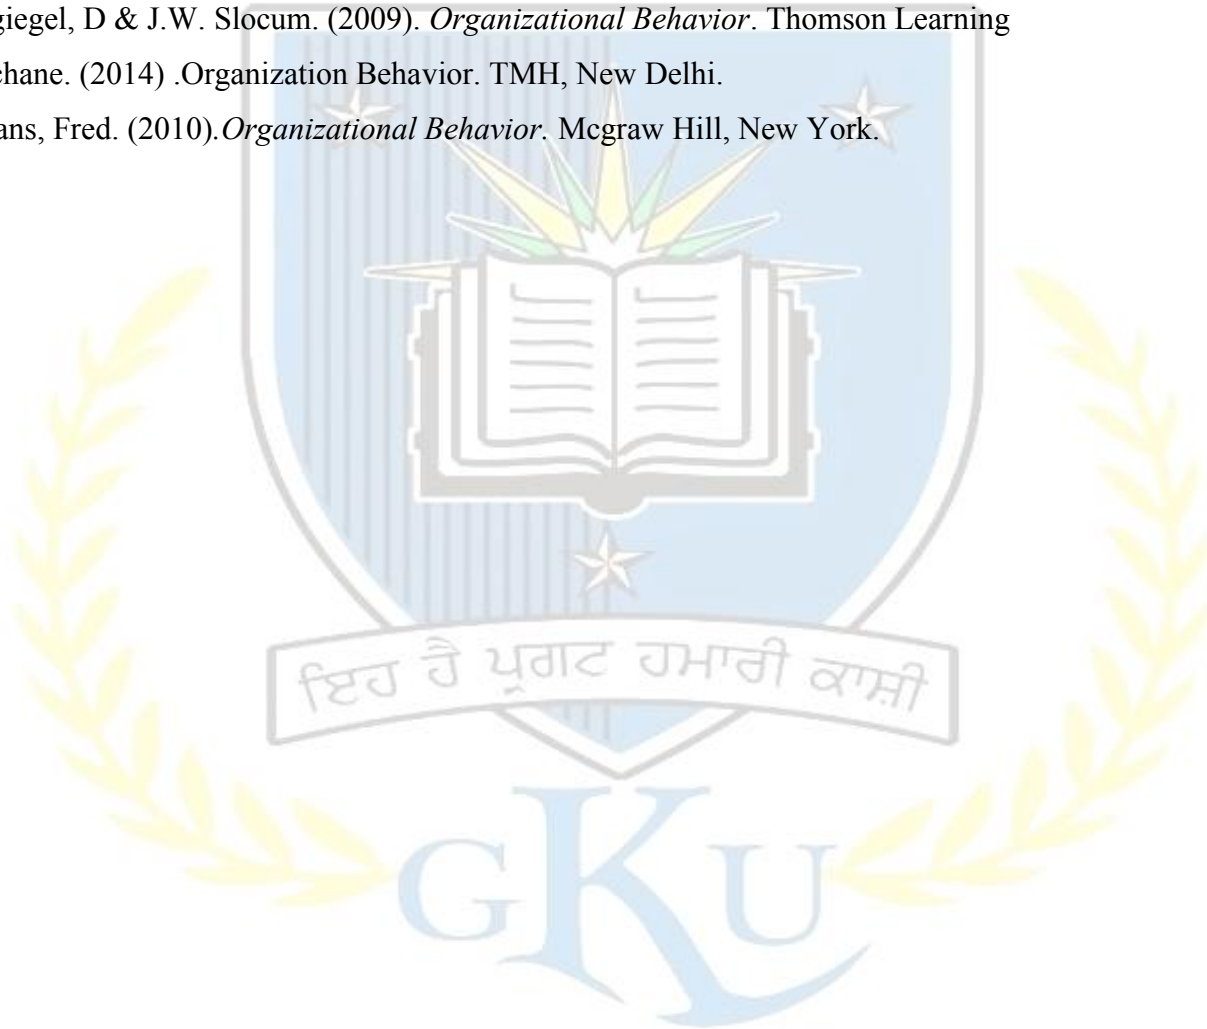 giegel, D & J.W. Slocum. (2009). Organizational Behavior. Thomson Learning
chane. (2014) .Organization Behavior. TMH, New Delhi.
ans, Fred. (2010).Organizational Behavior. Mcgraw Hill, New York.
ਇਹ ਹੈ ਪ੍ਰਗਟ ਹਮਾਰੀ ਕਾਸ਼ੀ
GKU